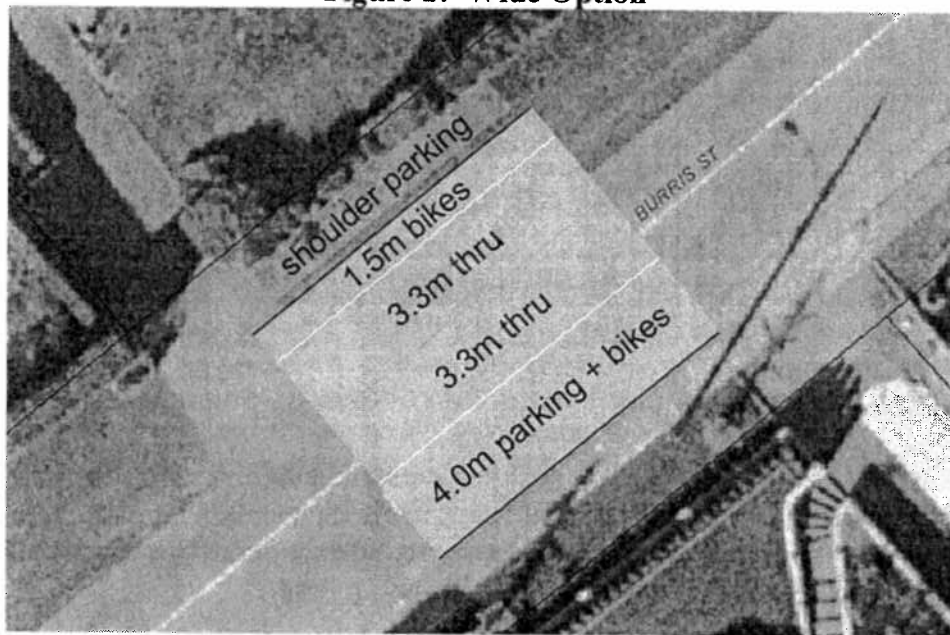 Figure 2: Wide Option
shoulder parking
1.5m bikes
3.3m thru
3.3m thru
4.0m parking + bikes
BURRIS ST